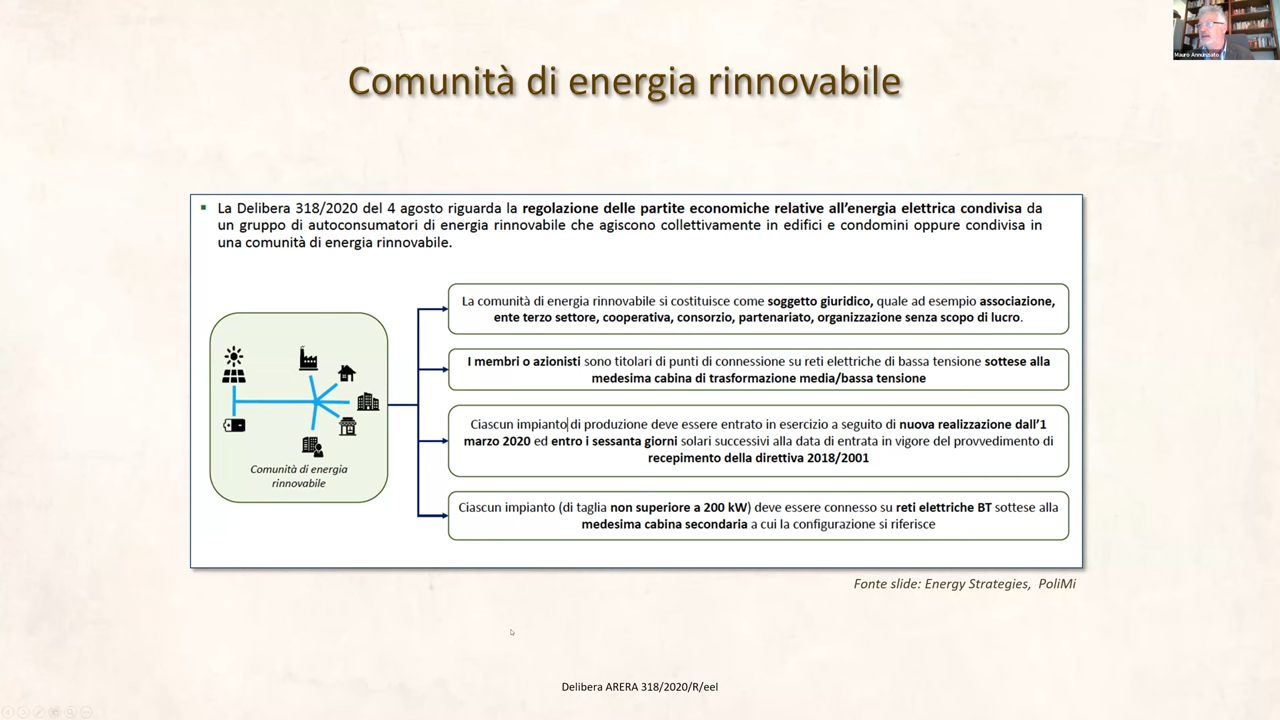 Mauro Annunziato
Comunità di energia rinnovabile
▪ La Delibera 318/2020 del 4 agosto riguarda la regolazione delle partite economiche relative all'energia elettrica condivisa da
un gruppo di autoconsumatori di energia rinnovabile che agiscono collettivamente in edifici e condomini oppure condivisa in
una comunità di energia rinnovabile.
Comunità di energia
rinnovabile
La comunità di energia rinnovabile si costituisce come soggetto giuridico, quale ad esempio associazione,
ente terzo settore, cooperativa, consorzio, partenariato, organizzazione senza scopo di lucro.
I membri o azionisti sono titolari di punti di connessione su reti elettriche di bassa tensione sottese alla
medesima cabina di trasformazione media/bassa tensione
Ciascun impianto di produzione deve essere entrato in esercizio a seguito di nuova realizzazione dall'1
marzo 2020 ed entro i sessanta giorni solari successivi alla data di entrata in vigore del provvedimento di
recepimento della direttiva 2018/2001
Ciascun impianto (di taglia non superiore a 200 kW) deve essere connesso su reti elettriche BT sottese alla
medesima cabina secondaria a cui la configurazione si riferisce
Fonte slide: Energy Strategies, PoliMi
Delibera ARERA 318/2020/R/eel